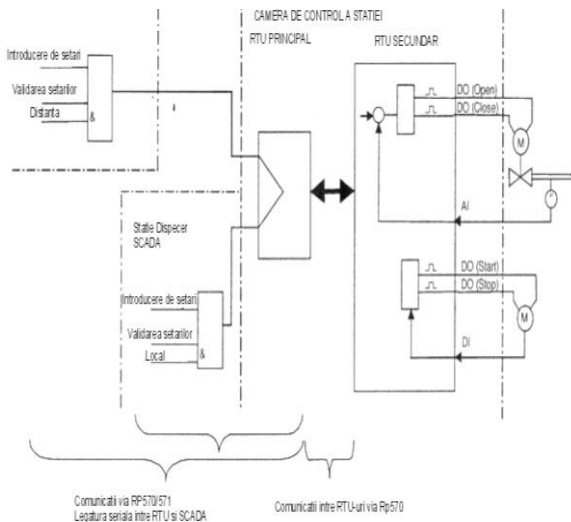 CAMERA DE CONTROL A STATIEI
RTU PRINCIPAL
RTU SECUNDAR
Introducere de setari
Validarea setarilor
Distanta
&
DO (Open)
DO (Close)
M
AI
Statie Dispecer
SCADA
Introducere de setari
Validarea setarilor
Local
&
DO (Start)
DO (Stop)
M
DI
Comunicatii via RP570/571
Legatura seriala intre RTU si SCADA
Comunicatii intre RTU-uri via Rp570